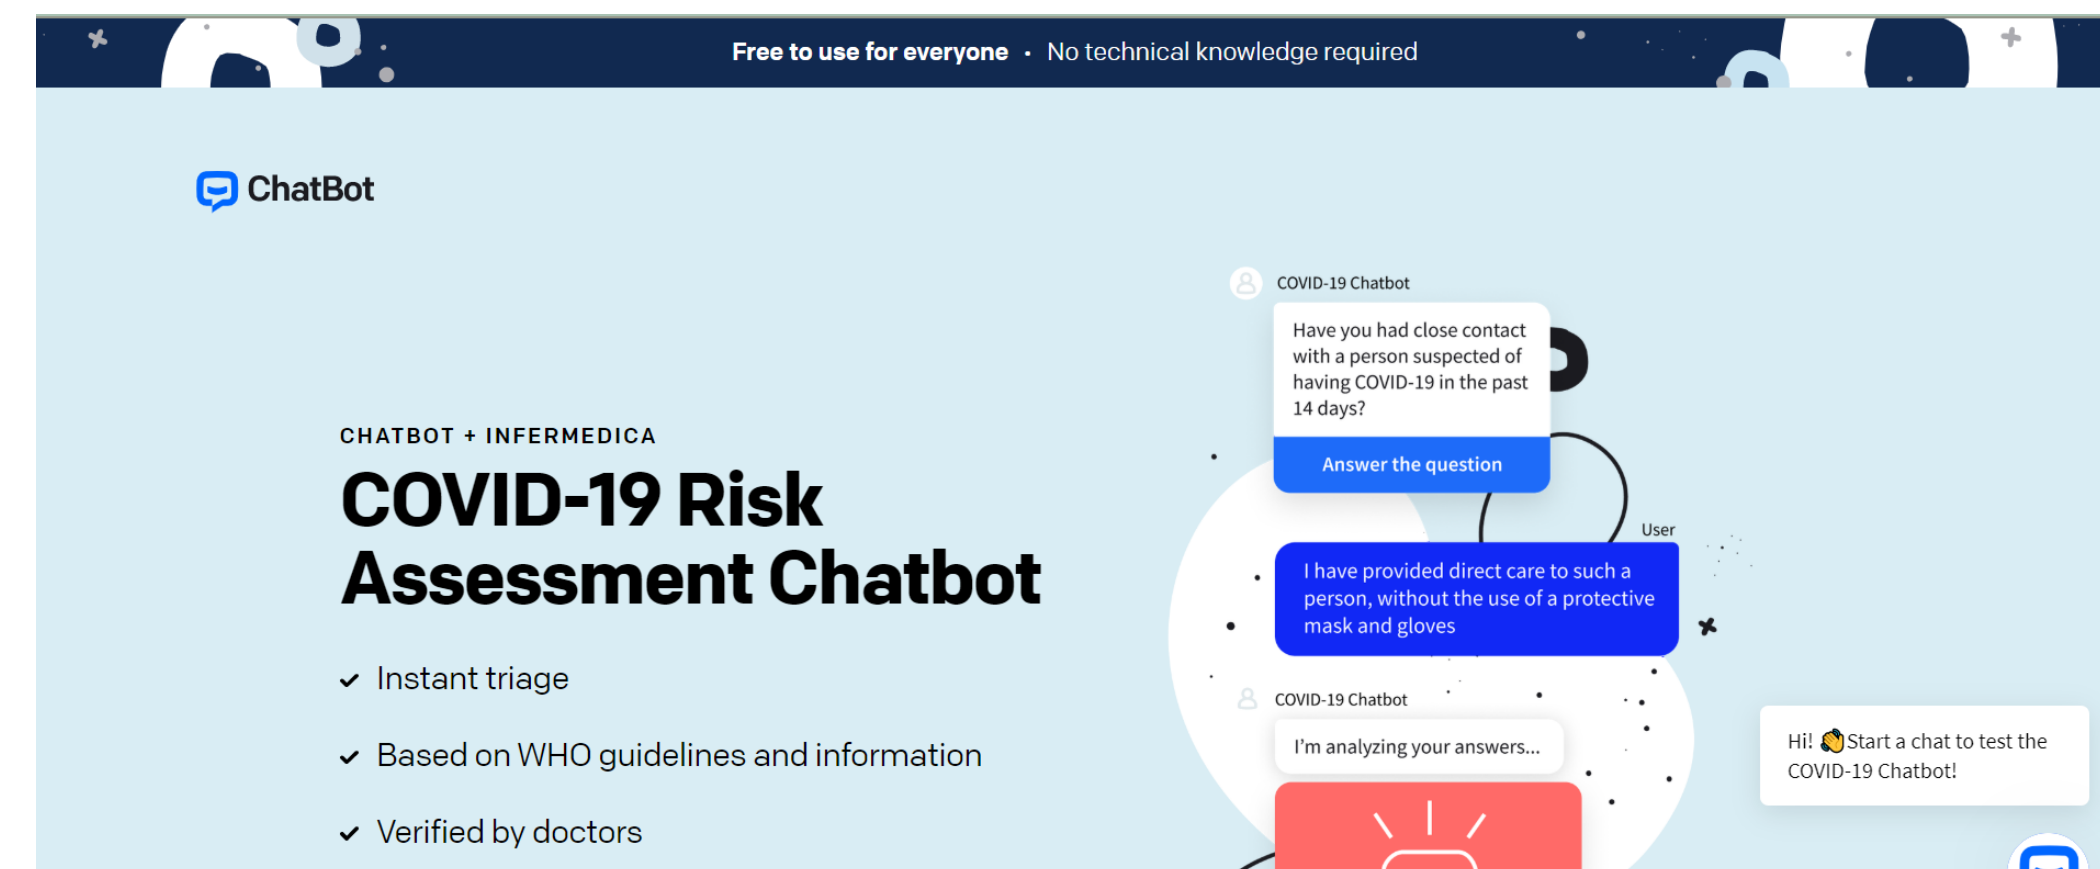 Free to use for everyone · No technical knowledge required
ChatBot
CHATBOT + INFERMEDICA
COVID-19 Risk
Assessment Chatbot
Instant triage
Based on WHO guidelines and information
Verified by doctors
COVID-19 Chatbot
Have you had close contact
with a person suspected of
having COVID-19 in the past
14 days?
Answer the question
User
I have provided direct care to such a
person, without the use of a protective
mask and gloves
COVID-19 Chatbot
I'm analyzing your answers...
Hi! 👏Start a chat to test the
COVID-19 Chatbot!